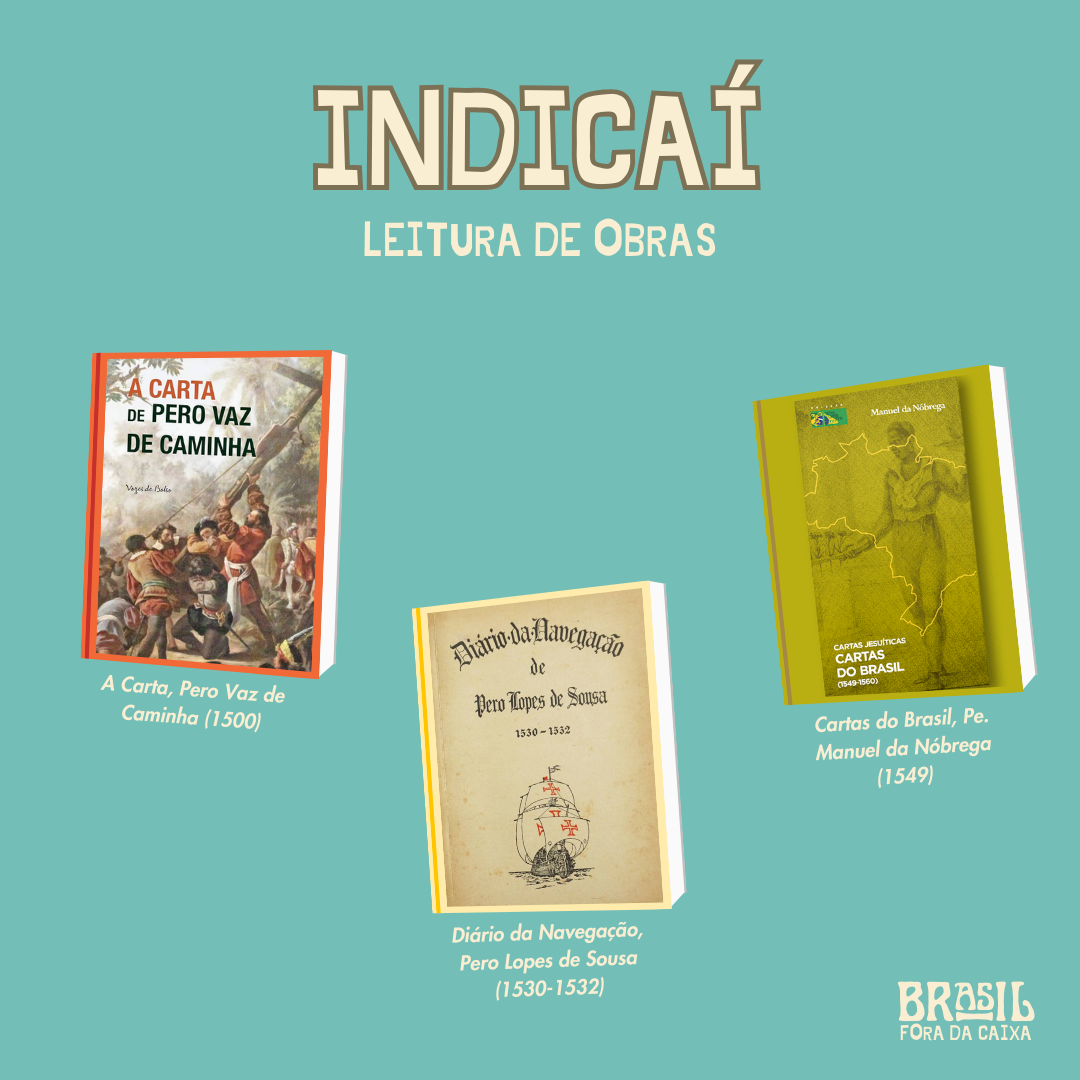 INDICAÍ
LEITURA DE OBRAS
A CARTA
DE PERO VAZ
DE CAMINHA
Vozes de Bolso
A Carta, Pero Vaz de
Caminha (1500)
Diário·da·Navegação
de
Pero Lopes de Sousa
1530 – 1532
Diário da Navegação,
Pero Lopes de Sousa
(1530-1532)
Manuel da Nóbrega
CARTAS JESUÍTICAS
CARTAS
DO BRASIL
(1549-1560)
Cartas do Brasil, Pe.
Manuel da Nóbrega
(1549)
BRASIL
FORA DA CAIXA